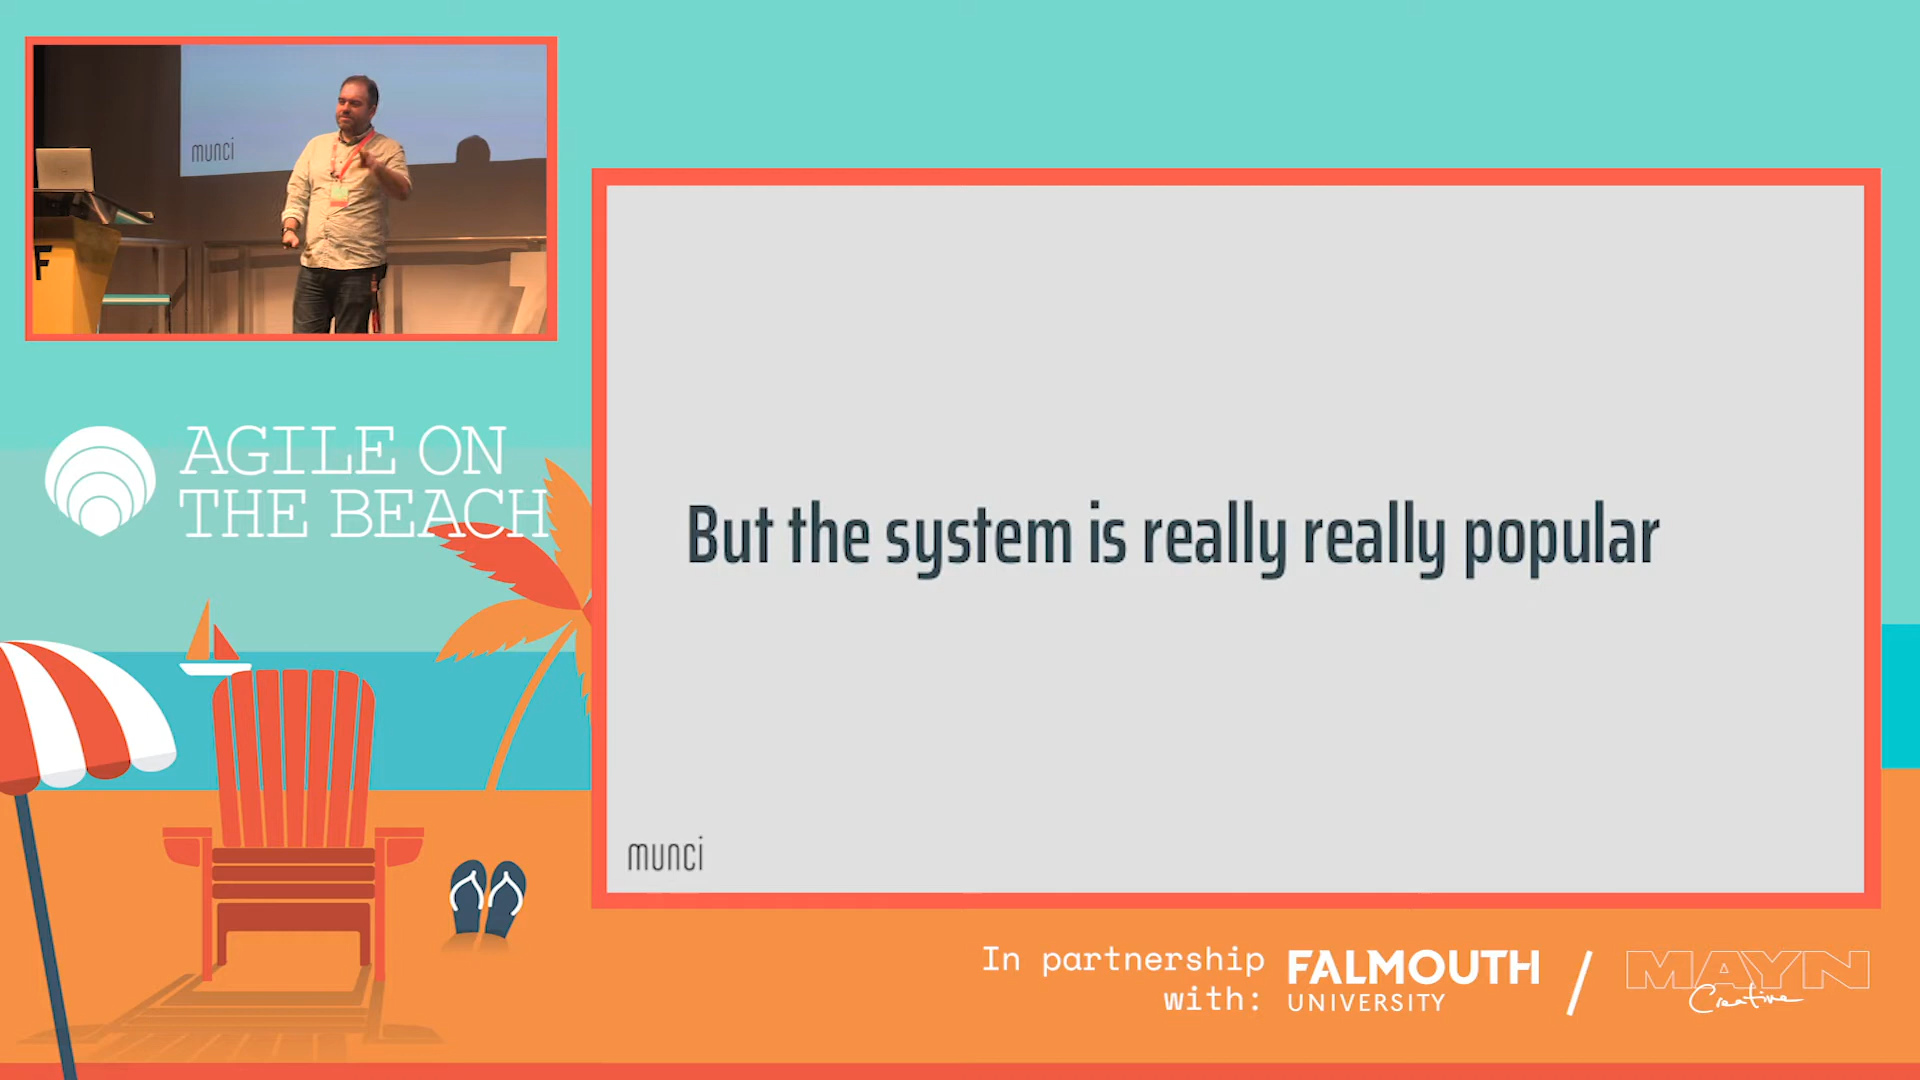 munci
F
AGILE ON
THE BEACH
But the system is really really popular
munci
In partnership
with:
FALMOUTH
UNIVERSITY
/
MAYN
Creative